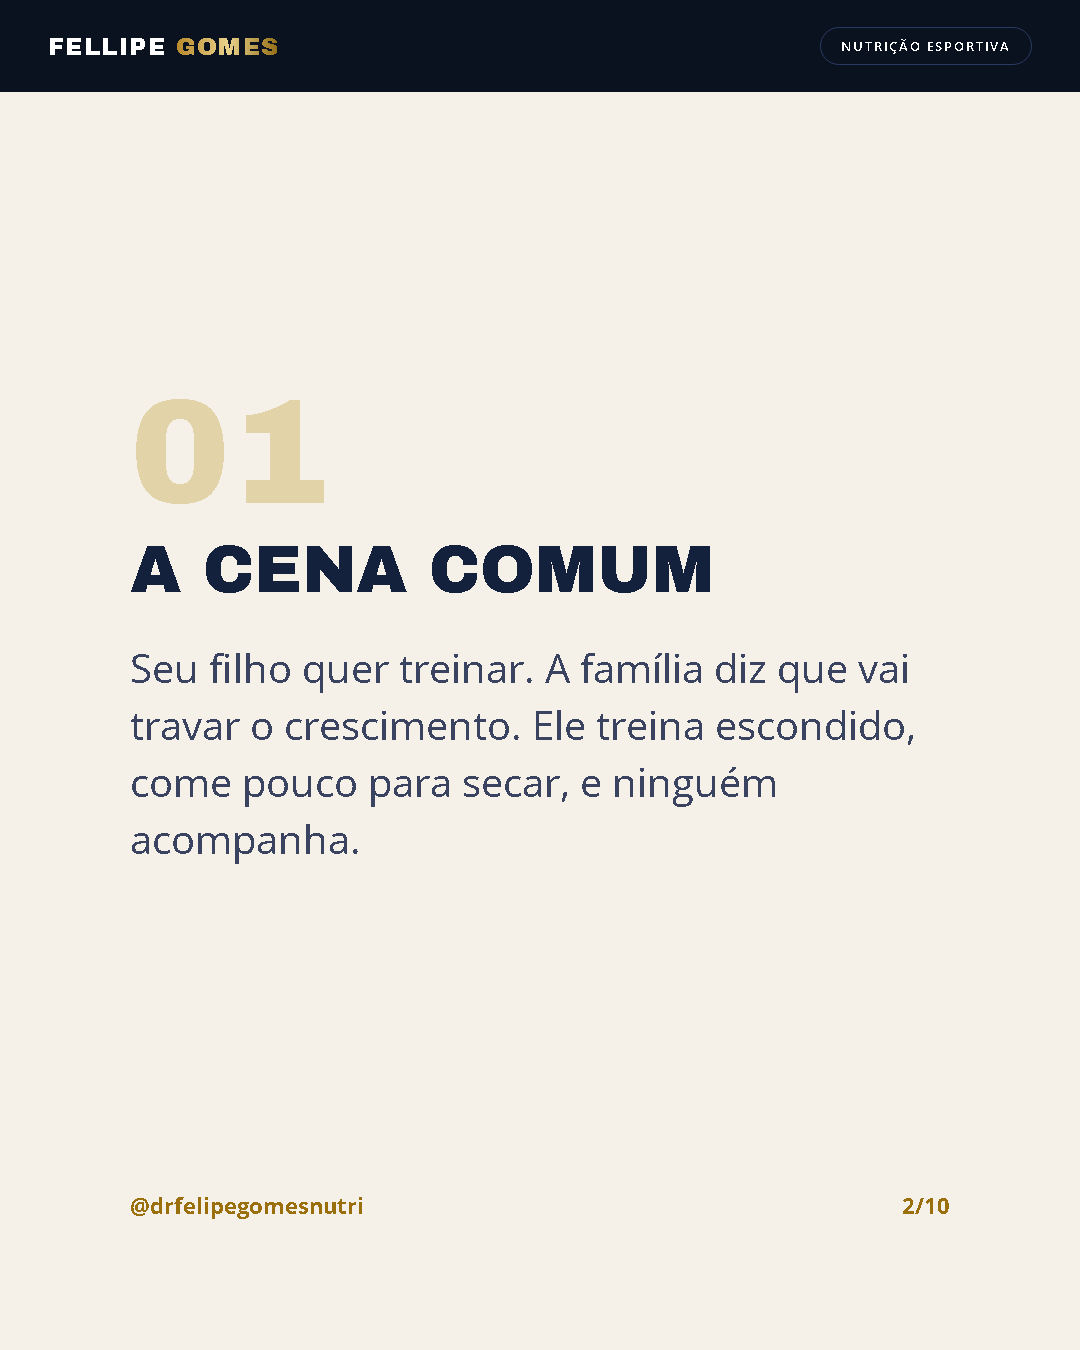 FELLIPE GOMES
NUTRIÇÃO ESPORTIVA
01
A CENA COMUM
Seu filho quer treinar. A família diz que vai
travar o crescimento. Ele treina escondido,
come pouco para secar, e ninguém
acompanha.
@drfelipegomesnutri
2/10